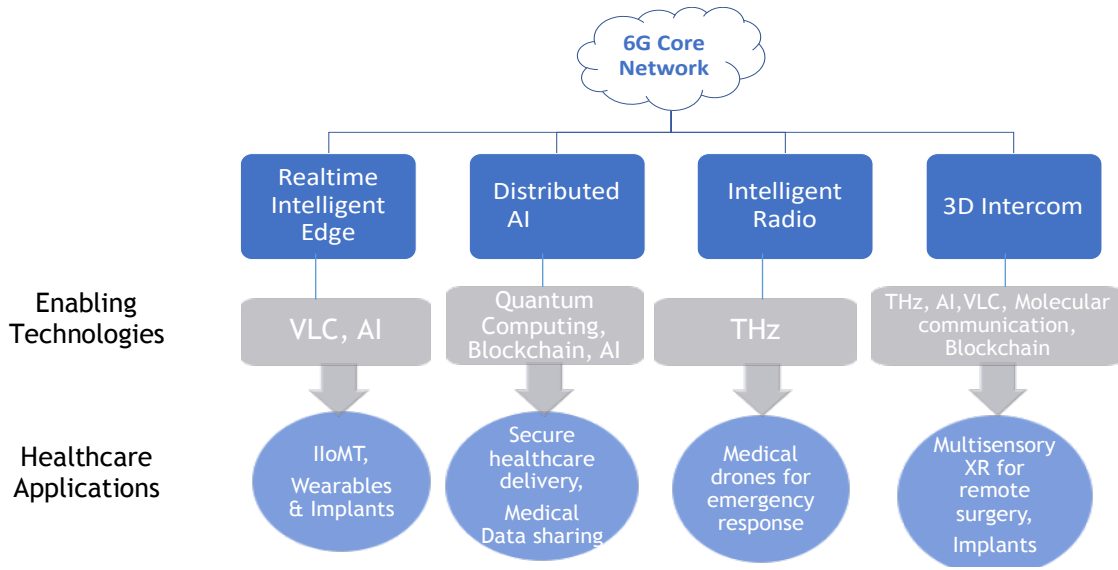 6G Core
Network
Realtime
Intelligent
Edge
Distributed
AI
Intelligent
Radio
3D Intercom
Enabling
Technologies
VLC, AI
Quantum
Computing,
Blockchain, AI
THz
THz, AI,VLC, Molecular
communication,
Blockchain
Healthcare
Applications
IIoMT,
Wearables
& Implants
Secure
healthcare
delivery,
Medical
Data sharing
Medical
drones for
emergency
response
Multisensory
XR for
remote
surgery,
Implants